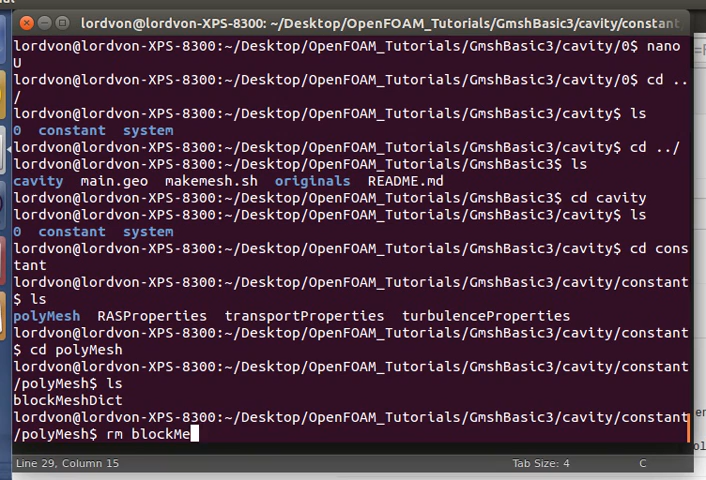 lordvon@lordvon-XPS-8300: ~/Desktop/OpenFOAM_Tutorials/GmshBasic3/cavity/constant
lordvon@lordvon-XPS-8300:~/Desktop/OpenFOAM_Tutorials/GmshBasic3/cavity/0$ nano
U
lordvon@lordvon-XPS-8300:~/Desktop/OpenFOAM_Tutorials/GmshBasic3/cavity/0$ cd ..
/
lordvon@lordvon-XPS-8300:~/Desktop/OpenFOAM_Tutorials/GmshBasic3/cavity$ ls
0 constant system
lordvon@lordvon-XPS-8300:~/Desktop/OpenFOAM_Tutorials/GmshBasic3/cavity$ cd ../
lordvon@lordvon-XPS-8300:~/Desktop/OpenFOAM_Tutorials/GmshBasic3$ ls
cavity main.geo makemesh.sh originals README.md
lordvon@lordvon-XPS-8300:~/Desktop/OpenFOAM_Tutorials/GmshBasic3$ cd cavity
lordvon@lordvon-XPS-8300:~/Desktop/OpenFOAM_Tutorials/GmshBasic3/cavity$ ls
0 constant system
lordvon@lordvon-XPS-8300:~/Desktop/OpenFOAM_Tutorials/GmshBasic3/cavity$ cd cons
tant
lordvon@lordvon-XPS-8300:~/Desktop/OpenFOAM_Tutorials/GmshBasic3/cavity/constant
$ ls
polyMesh RASProperties transportProperties turbulenceProperties
lordvon@lordvon-XPS-8300:~/Desktop/OpenFOAM_Tutorials/GmshBasic3/cavity/constant
$ cd polyMesh
lordvon@lordvon-XPS-8300:~/Desktop/OpenFOAM_Tutorials/GmshBasic3/cavity/constant
/polyMesh$ ls
blockMeshDict
lordvon@lordvon-XPS-8300:~/Desktop/OpenFOAM_Tutorials/GmshBasic3/cavity/constant
/polyMesh$ rm blockMe
Line 29, Column 15 Tab Size: 4 C